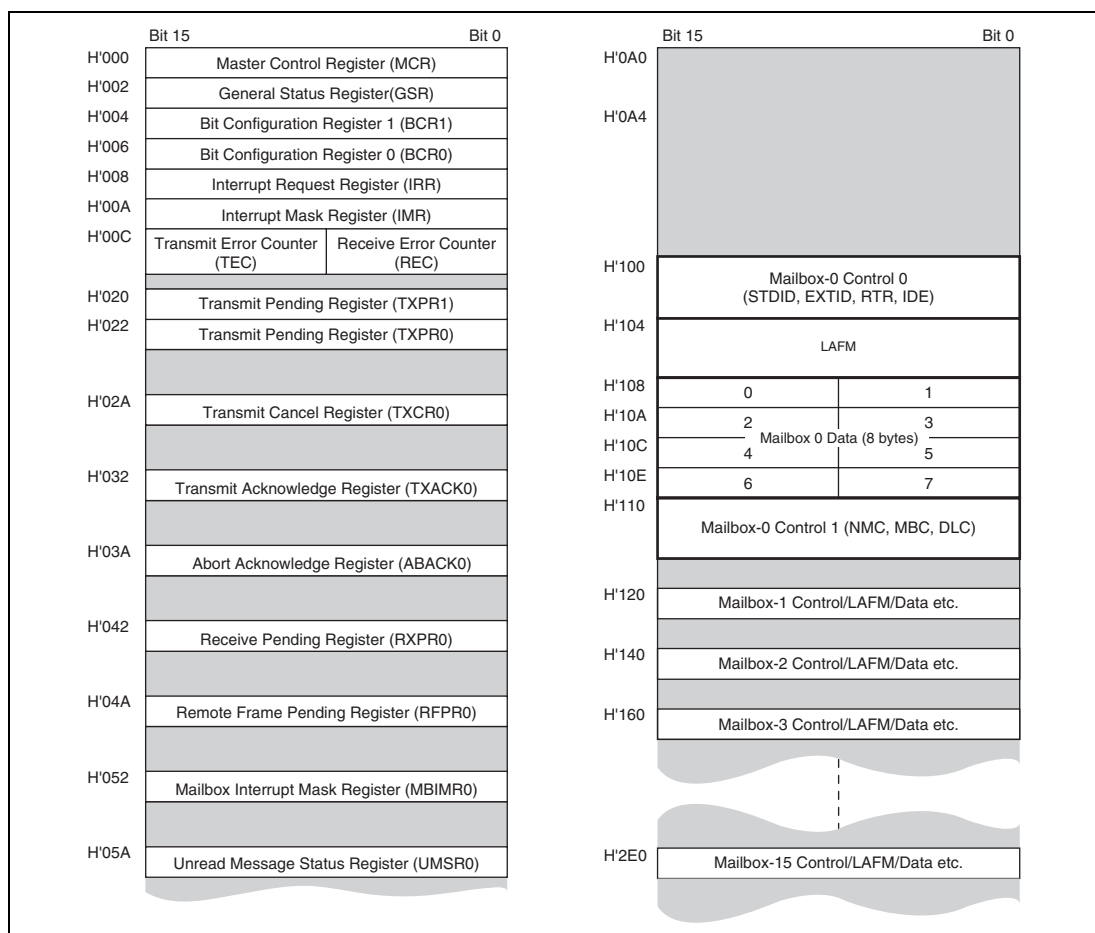 Bit 15 Bit 0
H'000 Master Control Register (MCR)
H'002 General Status Register(GSR)
H'004 Bit Configuration Register 1 (BCR1)
H'006 Bit Configuration Register 0 (BCR0)
H'008 Interrupt Request Register (IRR)
H'00A Interrupt Mask Register (IMR)
H'00C Transmit Error Counter (TEC) Receive Error Counter (REC)
H'020 Transmit Pending Register (TXPR1)
H'022 Transmit Pending Register (TXPR0)
H'02A Transmit Cancel Register (TXCR0)
H'032 Transmit Acknowledge Register (TXACK0)
H'03A Abort Acknowledge Register (ABACK0)
H'042 Receive Pending Register (RXPR0)
H'04A Remote Frame Pending Register (RFPR0)
H'052 Mailbox Interrupt Mask Register (MBIMR0)
H'05A Unread Message Status Register (UMSR0)
Bit 15 Bit 0
H'0A0
H'0A4
H'100 Mailbox-0 Control 0
(STDID, EXTID, RTR, IDE)
H'104 LAFM
H'108 0 1
H'10A 2 3
Mailbox 0 Data (8 bytes)
H'10C 4 5
H'10E 6 7
H'110 Mailbox-0 Control 1 (NMC, MBC, DLC)
H'120 Mailbox-1 Control/LAFM/Data etc.
H'140 Mailbox-2 Control/LAFM/Data etc.
H'160 Mailbox-3 Control/LAFM/Data etc.
H'2E0 Mailbox-15 Control/LAFM/Data etc.